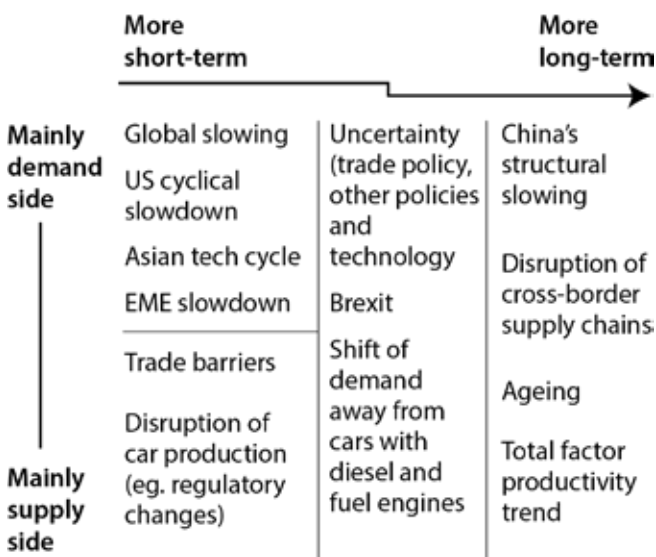 More
short-term
More
long-term
Mainly
demand
side
Mainly
supply
side
Global slowing
US cyclical
slowdown
Asian tech cycle
EME slowdown
Trade barriers
Disruption of
car production
(eg. regulatory
changes)
Uncertainty
(trade policy,
other policies
and
technology
Brexit
Shift of
demand
away from
cars with
diesel and
fuel engines
China's
structural
slowing
Disruption of
cross-border
supply chains
Ageing
Total factor
productivity
trend